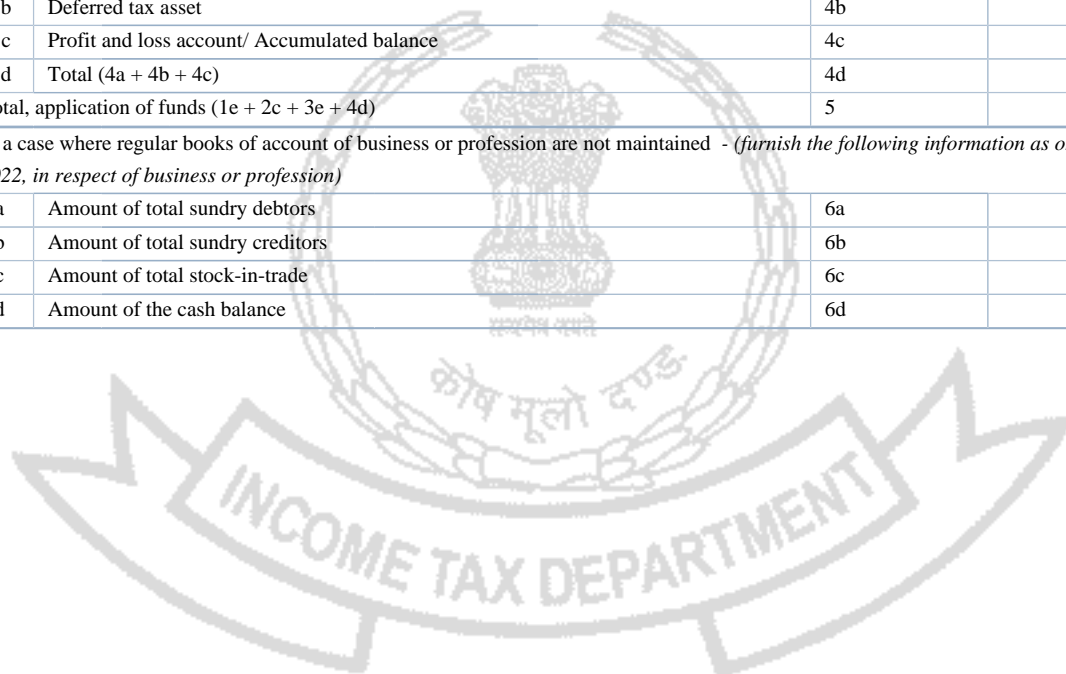 b Deferred tax asset 4b
c Profit and loss account/ Accumulated balance 4c
d Total (4a + 4b + 4c) 4d
application of funds (1e + 2c + 3e + 4d) 5
a case where regular books of account of business or profession are not maintained - (furnish the following information as
in respect of business or profession)
a Amount of total sundry debtors 6a
Amount of total sundry creditors 6b
c Amount of total stock-in-trade 6c
Amount of the cash balance 6d
सत्यमेव जयते
कोष मूलो दण्डः
INCOME TAX DEPARTMENT